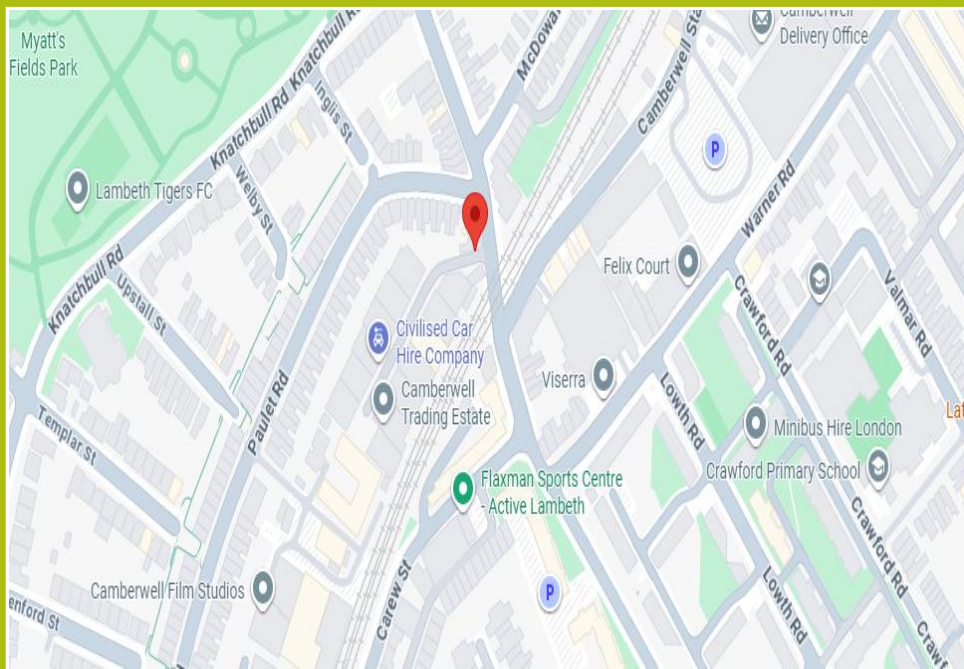 Myatt's
Fields Park
Lambeth Tigers FC
Knatchbull Rd
Knatchbull Rd
Knatchbull Rd
Inglis St
Welby St
Upstall St
Templar St
Paulet Rd
Camberwell
Delivery Office
Camberwell Sta
P
Warner Rd
Felix Court
Crawford Rd
Valmar Rd
Civilised Car
Hire Company
Camberwell
Trading Estate
Viserra
Lowth Rd
Minibus Hire London
Crawford Primary School
Flaxman Sports Centre
- Active Lambeth
Crawford Rd
Camberwell Film Studios
enford St
Carew St
P
Lowth Rd